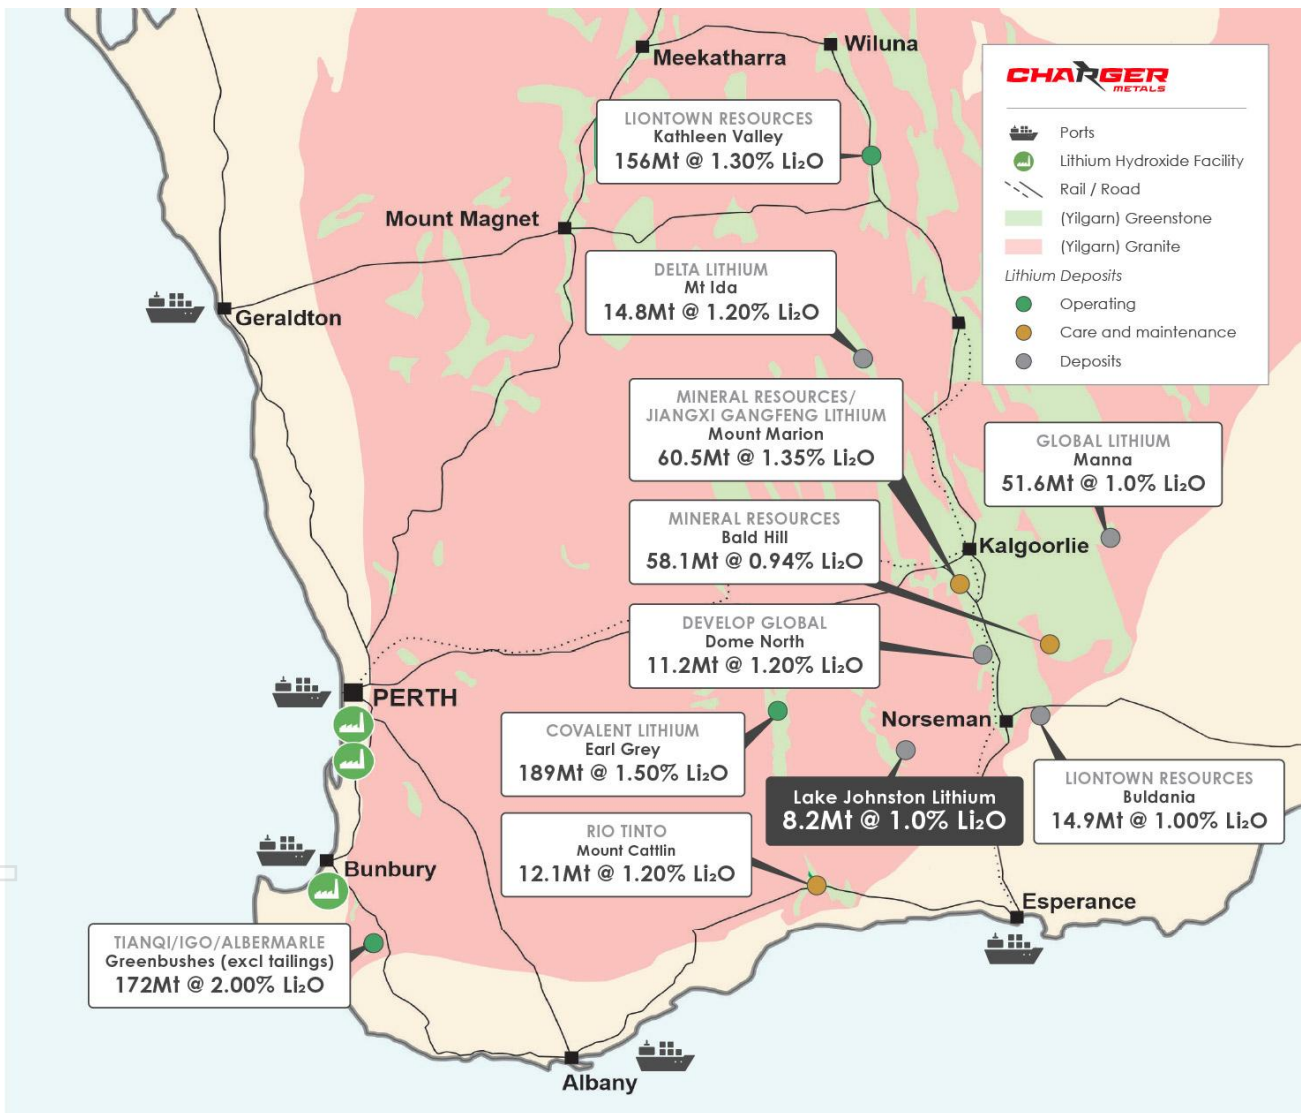 Meekatharra
Wiluna
CHARGER
METALS
Ports
Lithium Hydroxide Facility
Rail / Road
(Yilgarn) Greenstone
(Yilgarn) Granite
Lithium Deposits
Operating
Care and maintenance
Deposits
LIONTOWN RESOURCES
Kathleen Valley
156Mt @ 1.30% Li₂O
Mount Magnet
DELTA LITHIUM
Mt Ida
14.8Mt @ 1.20% Li₂O
Geraldton
MINERAL RESOURCES/
JIANGXI GANGFENG LITHIUM
Mount Marion
60.5Mt @ 1.35% Li₂O
GLOBAL LITHIUM
Manna
51.6Mt @ 1.0% Li₂O
MINERAL RESOURCES
Bald Hill
58.1Mt @ 0.94% Li₂O
Kalgoorlie
DEVELOP GLOBAL
Dome North
11.2Mt @ 1.20% Li₂O
PERTH
Norseman
COVALENT LITHIUM
Earl Grey
189Mt @ 1.50% Li₂O
Lake Johnston Lithium
8.2Mt @ 1.0% Li₂O
LIONTOWN RESOURCES
Buldania
14.9Mt @ 1.00% Li₂O
RIO TINTO
Mount Cattlin
12.1Mt @ 1.20% Li₂O
Bunbury
Esperance
TIANQI/IGO/ALBERMARLE
Greenbushes (excl tailings)
172Mt @ 2.00% Li₂O
Albany